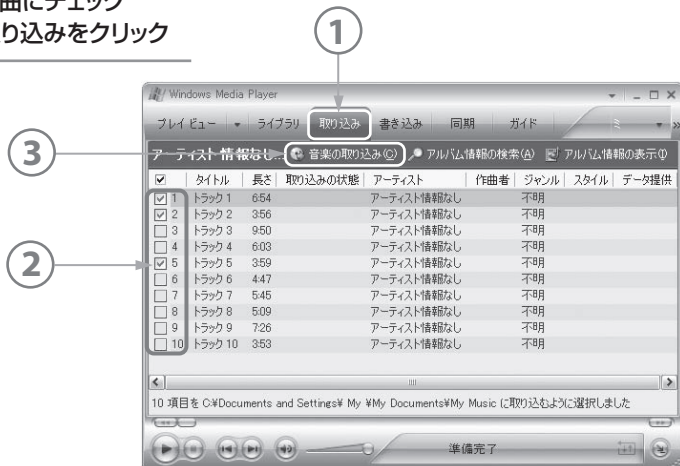 曲にチェック
り込みをクリック
①
③
②
Windows Media Player
プレイ ビュー ライブラリ 取り込み 書き込み 同期 ガイド
アーティスト情報なし... 音楽の取り込み(C) アルバム情報の検索(A) アルバム情報の表示(I)
タイトル 長さ 取り込みの状態 アーティスト 作曲者 ジャンル スタイル データ提供
1 トラック 1 6:54 アーティスト情報なし 不明
2 トラック 2 3:56 アーティスト情報なし 不明
3 トラック 3 9:50 アーティスト情報なし 不明
4 トラック 4 6:03 アーティスト情報なし 不明
5 トラック 5 3:59 アーティスト情報なし 不明
6 トラック 6 4:47 アーティスト情報なし 不明
7 トラック 7 5:45 アーティスト情報なし 不明
8 トラック 8 5:09 アーティスト情報なし 不明
9 トラック 9 7:26 アーティスト情報なし 不明
10 トラック 10 3:53 アーティスト情報なし 不明
10 項目を C:¥Documents and Settings¥ My ¥My Documents¥My Music に取り込むように選択しました
準備完了